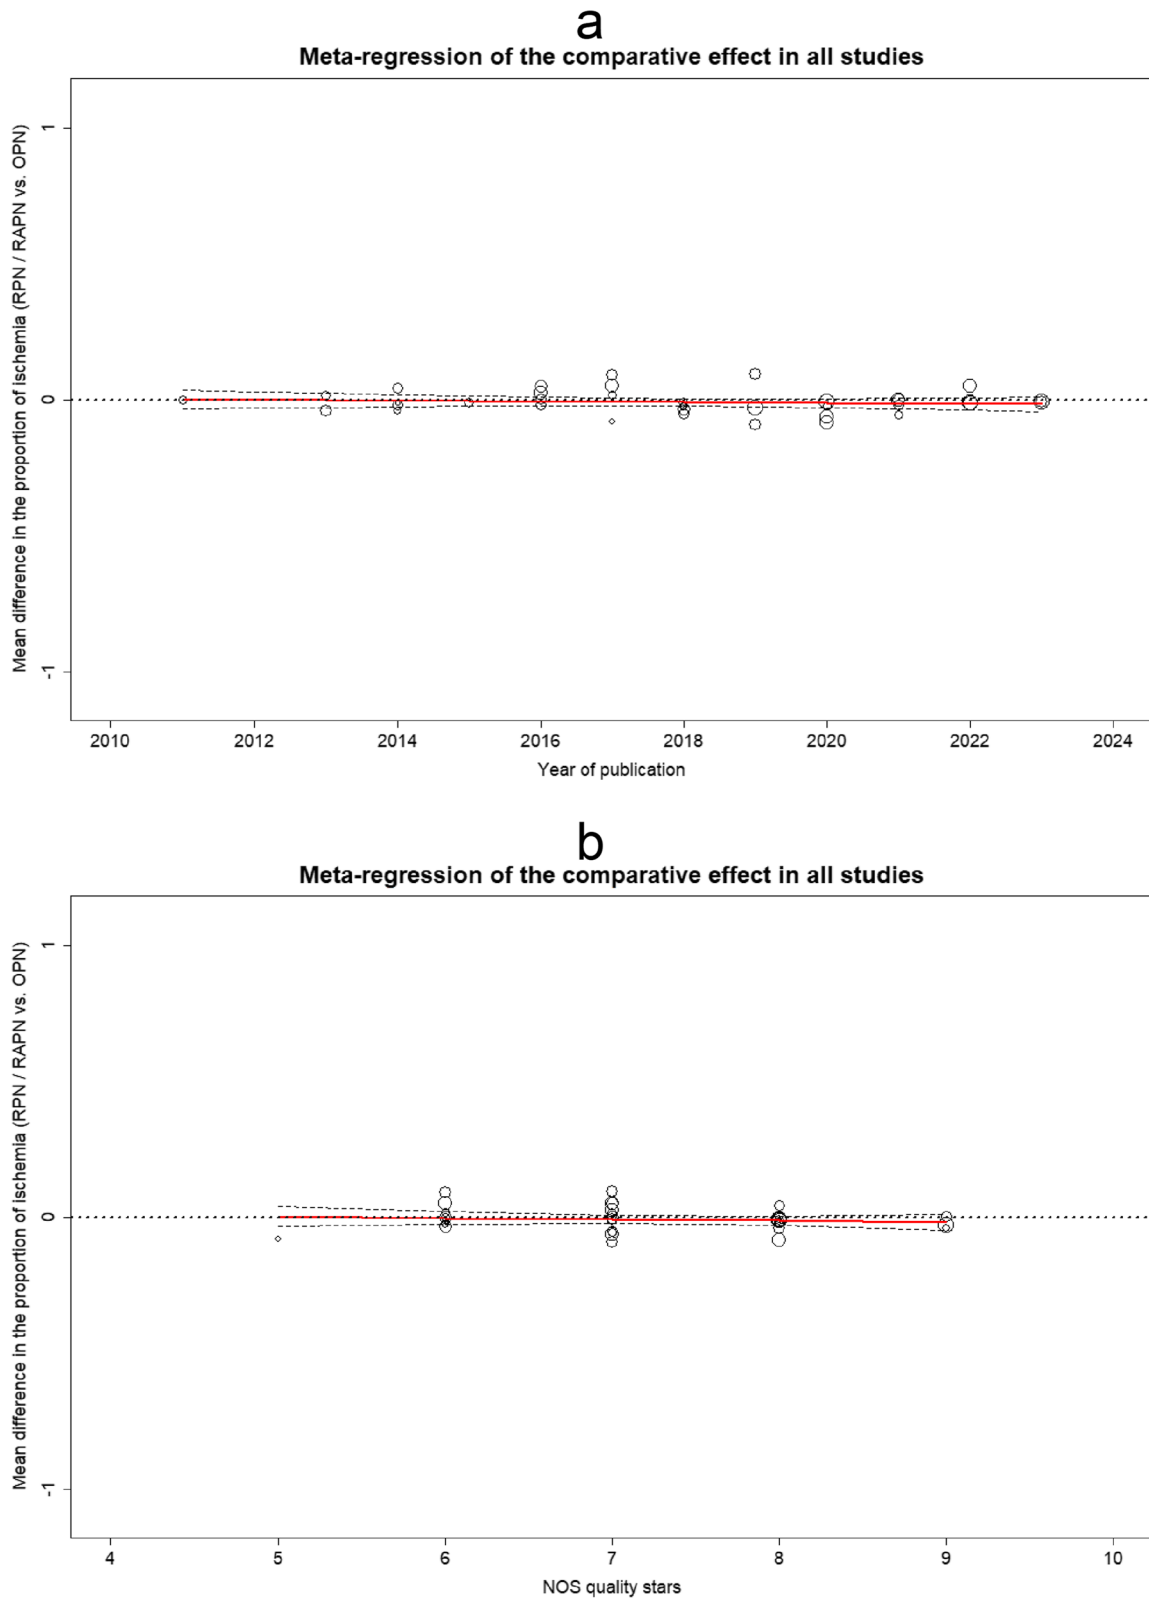 a
Meta-regression of the comparative effect in all studies
Mean difference in the proportion of ischemia (RPN / RAPN vs. OPN)
1
0
-1
2010 2012 2014 2016 2018 2020 2022 2024
Year of publication
b
Meta-regression of the comparative effect in all studies
Mean difference in the proportion of ischemia (RPN / RAPN vs. OPN)
1
0
-1
4 5 6 7 8 9 10
NOS quality stars